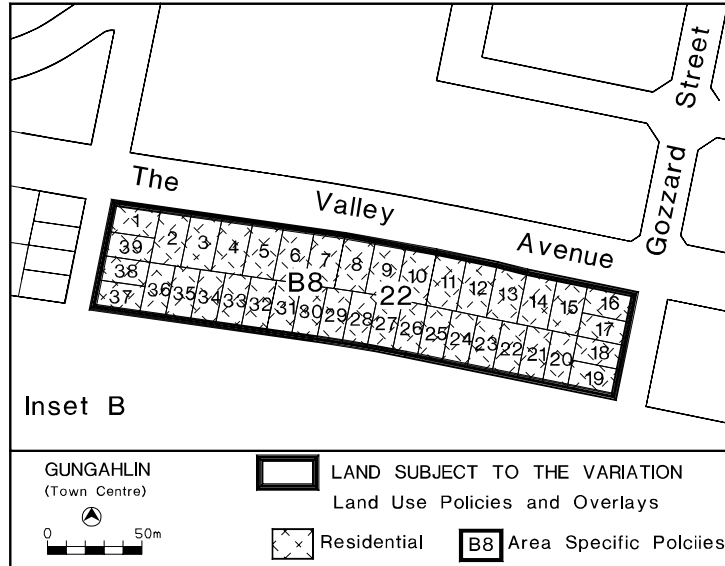 Street
Gozzard
The Valley Avenue
1 2 3 4 5 6 7 8 9 10 11 12 13 14 15 16
39 17
38 B8 22 18
37 36 35 34 33 32 31 30 29 28 27 26 25 24 23 22 21 20 19
Inset B
GUNGAHLIN
(Town Centre)
0 50m
LAND SUBJECT TO THE VARIATION
Land Use Policies and Overlays
Residential
B8 Area Specific Polciies